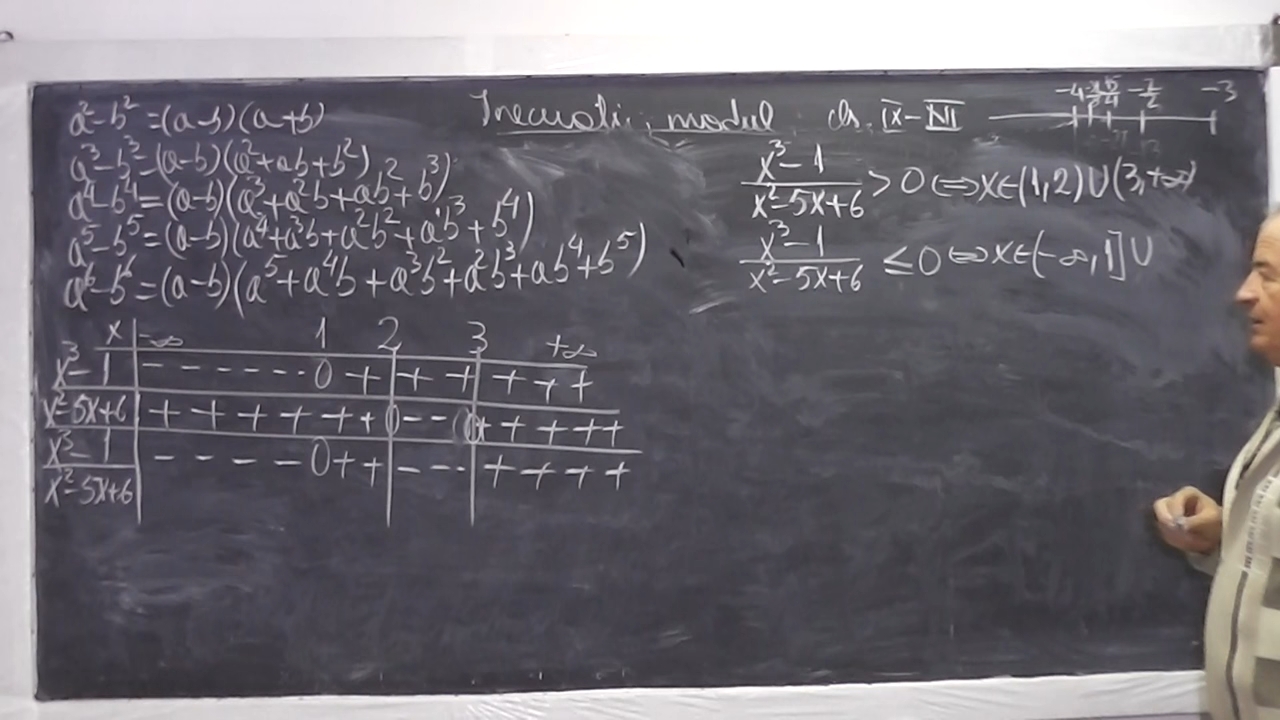 Inecuatii, modul, cls. IX-XII
a²-b²=(a-b)(a+b)
a³-b³=(a-b)(a²+ab+b²)
a⁴-b⁴=(a-b)(a³+a²b+ab²+b³)
a⁵-b⁵=(a-b)(a⁴+a³b+a²b²+ab³+b⁴)
a⁶-b⁶=(a-b)(a⁵+a⁴b+a³b²+a²b³+ab⁴+b⁵)
-4 -7/2 -3
x³-1 / x²-5x+6 > 0 ⇔ x∈(1,2)∪(3,+∞)
x³-1 / x²-5x+6 ≤ 0 ⇔ x∈(-∞,1]∪
x | -∞ 1 2 3 +∞
x³-1 | - - - - - - 0 + | + + | + + +
x²-5x+6 | + + + + + + + 0 - - 0 + + + + +
x³-1 / x²-5x+6 | - - - - - 0 + + | - - - | + + + + +